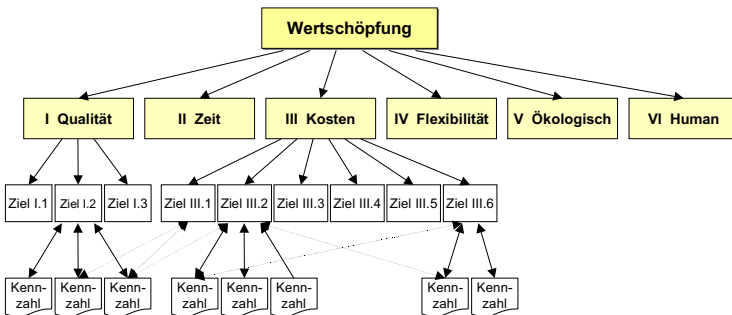 Wertschöpfung
I Qualität
II Zeit
III Kosten
IV Flexibilität
V Ökologisch
VI Human
Ziel I.1
Ziel I.2
Ziel I.3
Ziel III.1
Ziel III.2
Ziel III.3
Ziel III.4
Ziel III.5
Ziel III.6
Kenn-
zahl
Kenn-
zahl
Kenn-
zahl
Kenn-
zahl
Kenn-
zahl
Kenn-
zahl
Kenn-
zahl
Kenn-
zahl